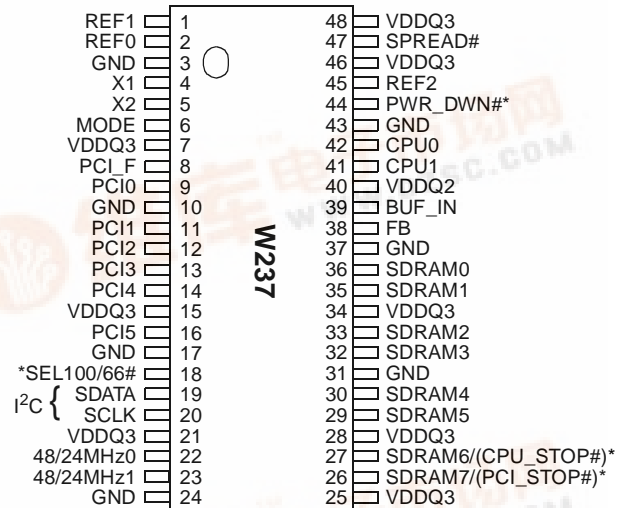 REF1 1 48 VDDQ3
REF0 2 47 SPREAD#
GND 3 46 VDDQ3
X1 4 45 REF2
X2 5 44 PWR_DWN#*
MODE 6 43 GND
VDDQ3 7 42 CPU0
PCI_F 8 41 CPU1
PCI0 9 40 VDDQ2
GND 10 39 BUF_IN
PCI1 11 38 FB
PCI2 12 37 GND
PCI3 13 36 SDRAM0
PCI4 14 35 SDRAM1
VDDQ3 15 34 VDDQ3
PCI5 16 33 SDRAM2
GND 17 32 SDRAM3
*SEL100/66# 18 31 GND
I²C { SDATA 19 30 SDRAM4
SCLK 20 29 SDRAM5
VDDQ3 21 28 VDDQ3
48/24MHz0 22 27 SDRAM6/(CPU_STOP#)*
48/24MHz1 23 26 SDRAM7/(PCI_STOP#)*
GND 24 25 VDDQ3
W237